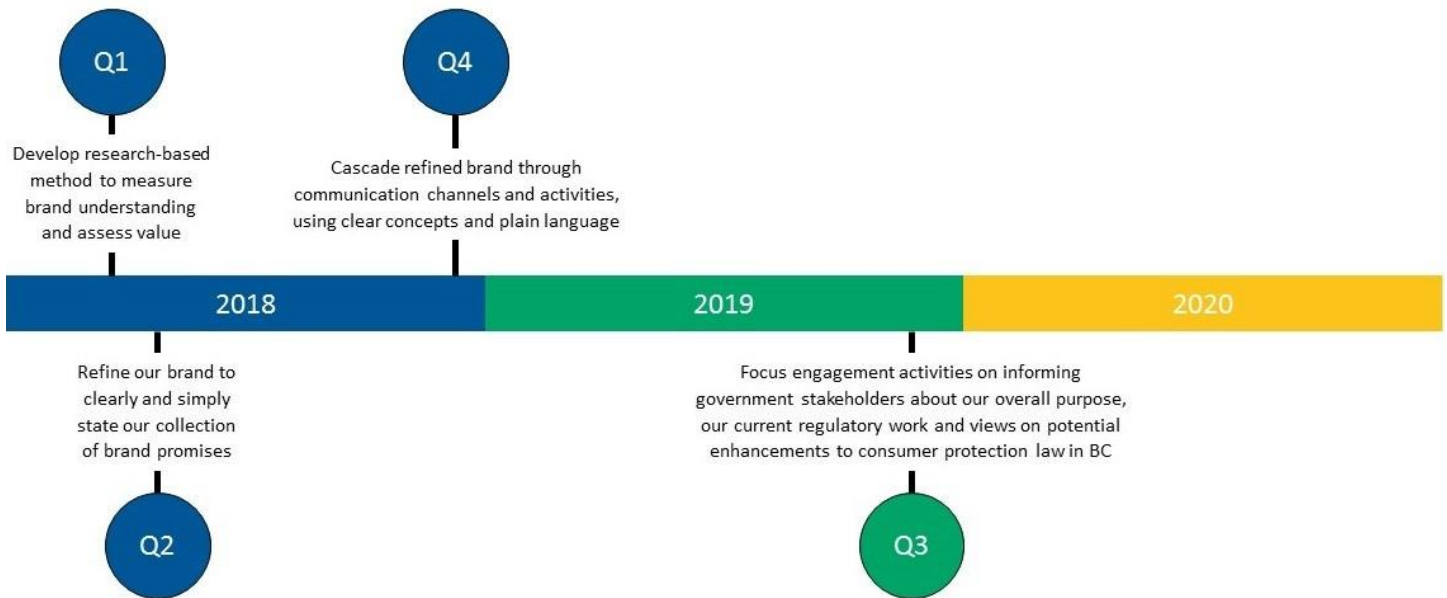 Q1
Develop research-based
method to measure
brand understanding
and assess value
Q4
Cascade refined brand through
communication channels and activities,
using clear concepts and plain language
2018
2019
2020
Refine our brand to
clearly and simply
state our collection
of brand promises
Q2
Focus engagement activities on informing
government stakeholders about our overall purpose,
our current regulatory work and views on potential
enhancements to consumer protection law in BC
Q3